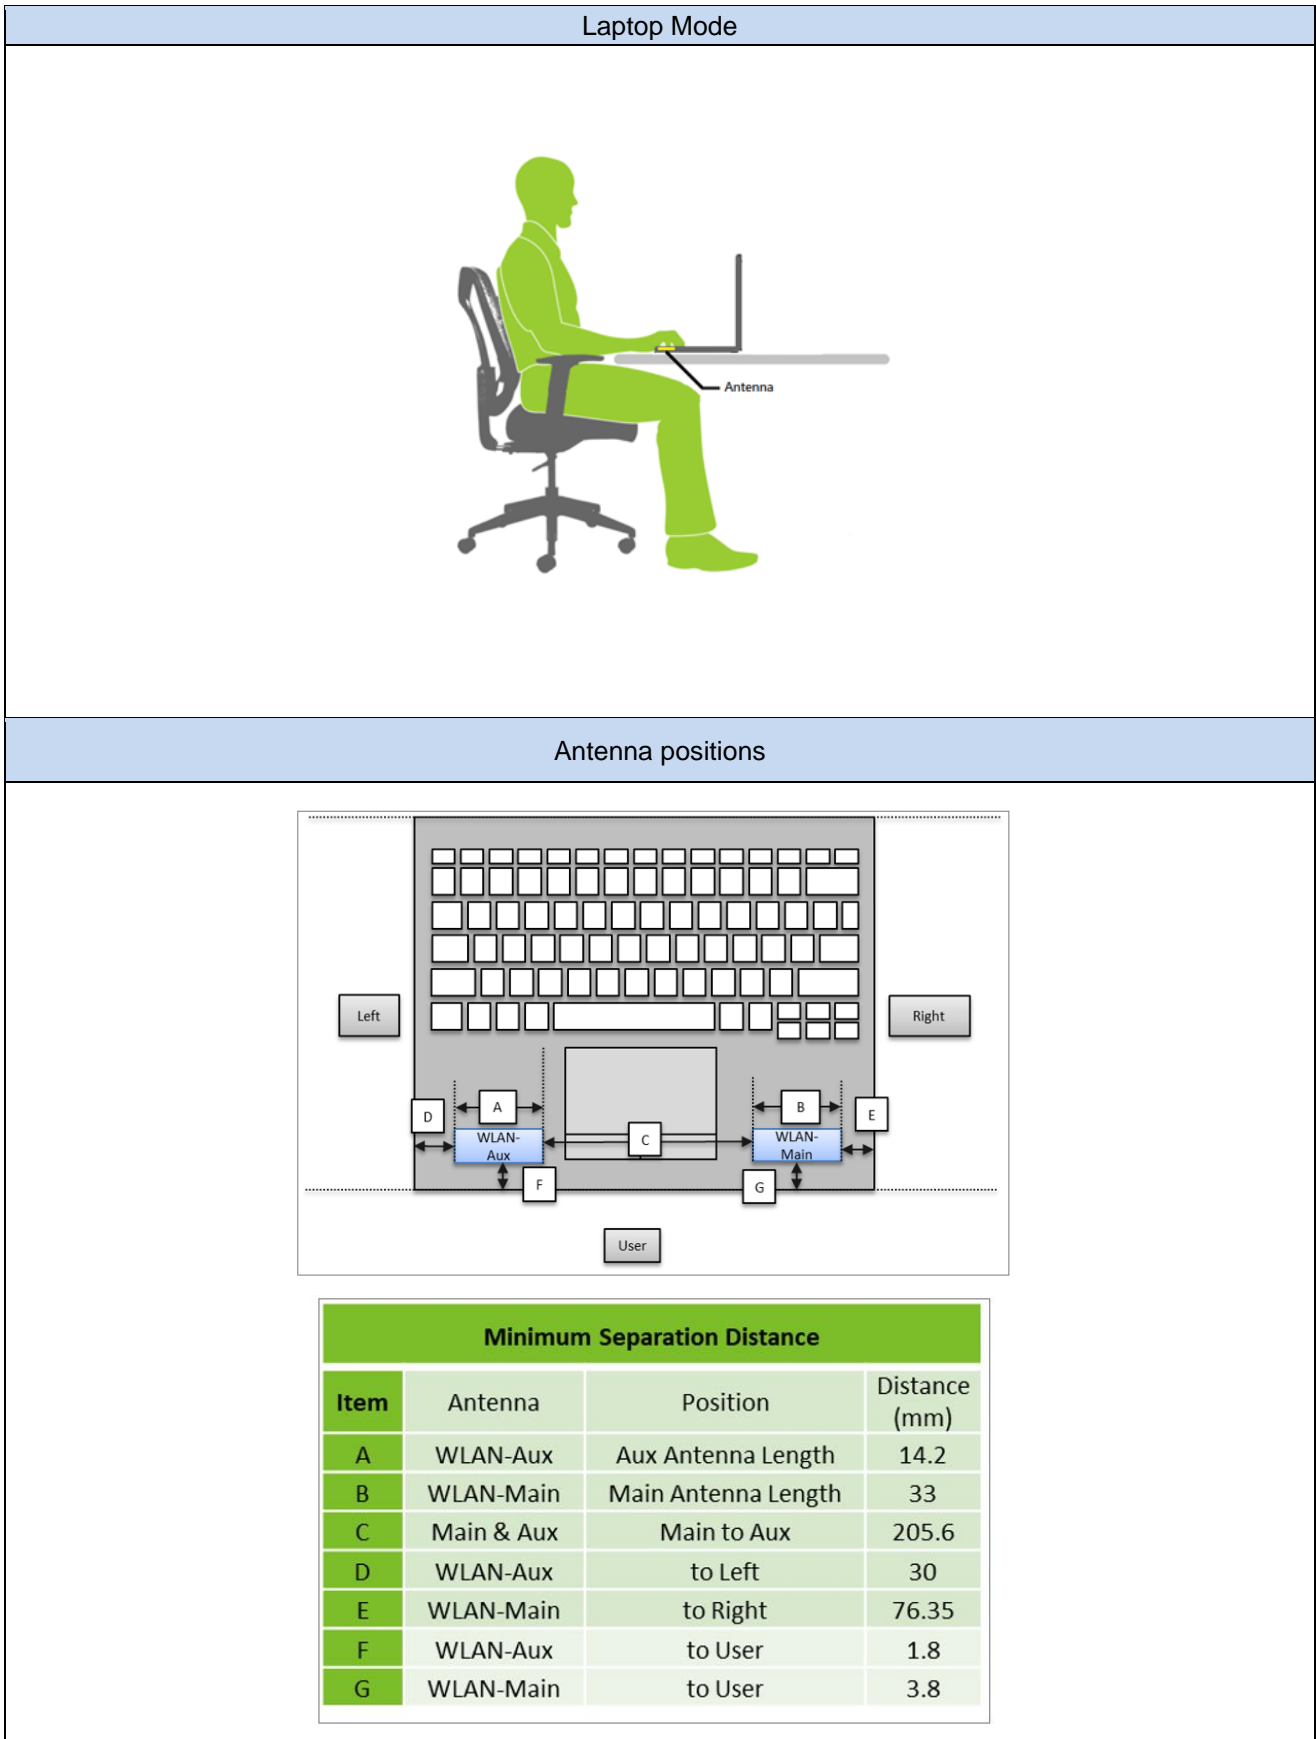 Laptop Mode
Antenna
Antenna positions
Left
Right
D
A
B
E
WLAN-
Aux
C
WLAN-
Main
F
G
User
Minimum Separation Distance
Item Antenna Position Distance (mm)
A WLAN-Aux Aux Antenna Length 14.2
B WLAN-Main Main Antenna Length 33
C Main & Aux Main to Aux 205.6
D WLAN-Aux to Left 30
E WLAN-Main to Right 76.35
F WLAN-Aux to User 1.8
G WLAN-Main to User 3.8